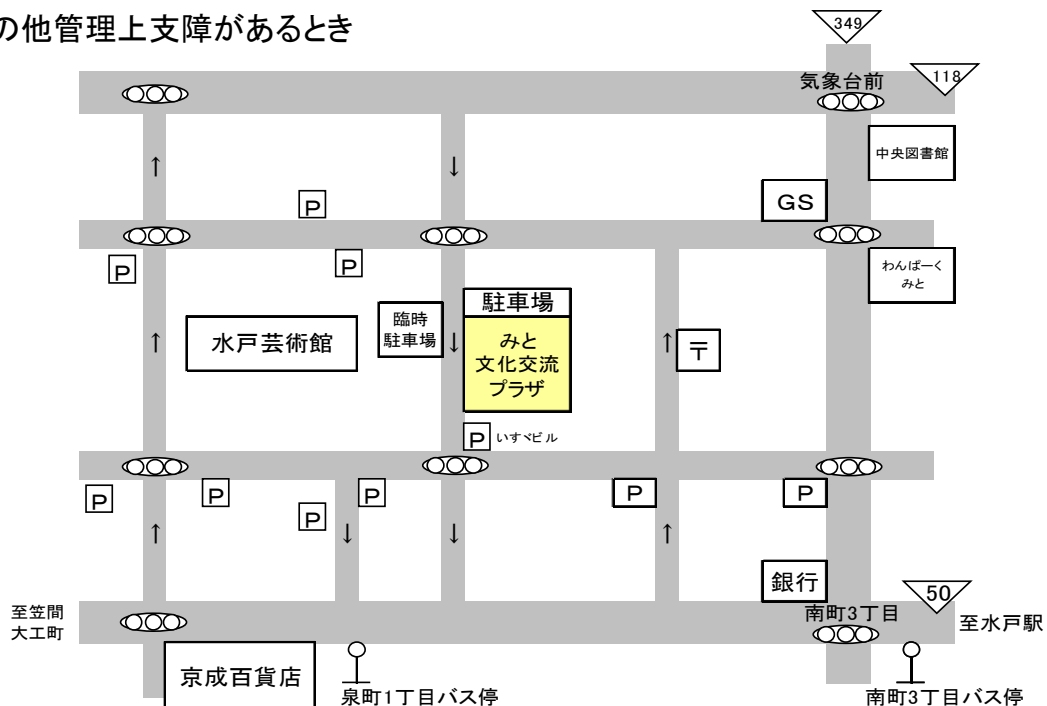 の他管理上支障があるとき
349
118
気象台前
中央図書館
GS
P
P
P
わんぱーく
みと
駐車場
臨時
駐車場
水戸芸術館
みと
文化交流
プラザ
〒
P
いすゞビル
P
P
P
P
P
P
銀行
50
至笠間
大工町
南町3丁目
至水戸駅
京成百貨店
泉町1丁目バス停
南町3丁目バス停